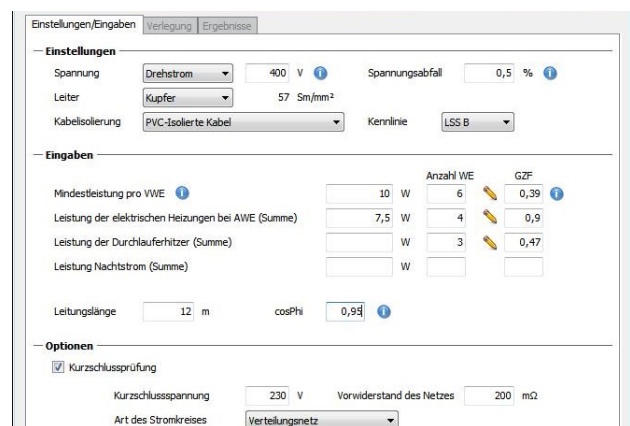 Einstellungen/Eingaben Verlegung Ergebnisse
Einstellungen
Spannung Drehstrom 400 V Spannungsabfall 0,5 %
Leiter Kupfer 57 Sm/mm²
Kabelisolierung PVC-Isolierte Kabel Kennlinie LSS B
Eingaben
Anzahl WE GZF
Mindestleistung pro VWE 10 W 6 0,39
Leistung der elektrischen Heizungen bei AWE (Summe) 7,5 W 4 0,9
Leistung der Durchlauferhitzer (Summe) W 3 0,47
Leistung Nachtstrom (Summe) W
Leitungslänge 12 m cosPhi 0,95
Optionen
Kurzschlussprüfung
Kurzschlussspannung 230 V Vorwiderstand des Netzes 200 mΩ
Art des Stromkreises Verteilungsnetz